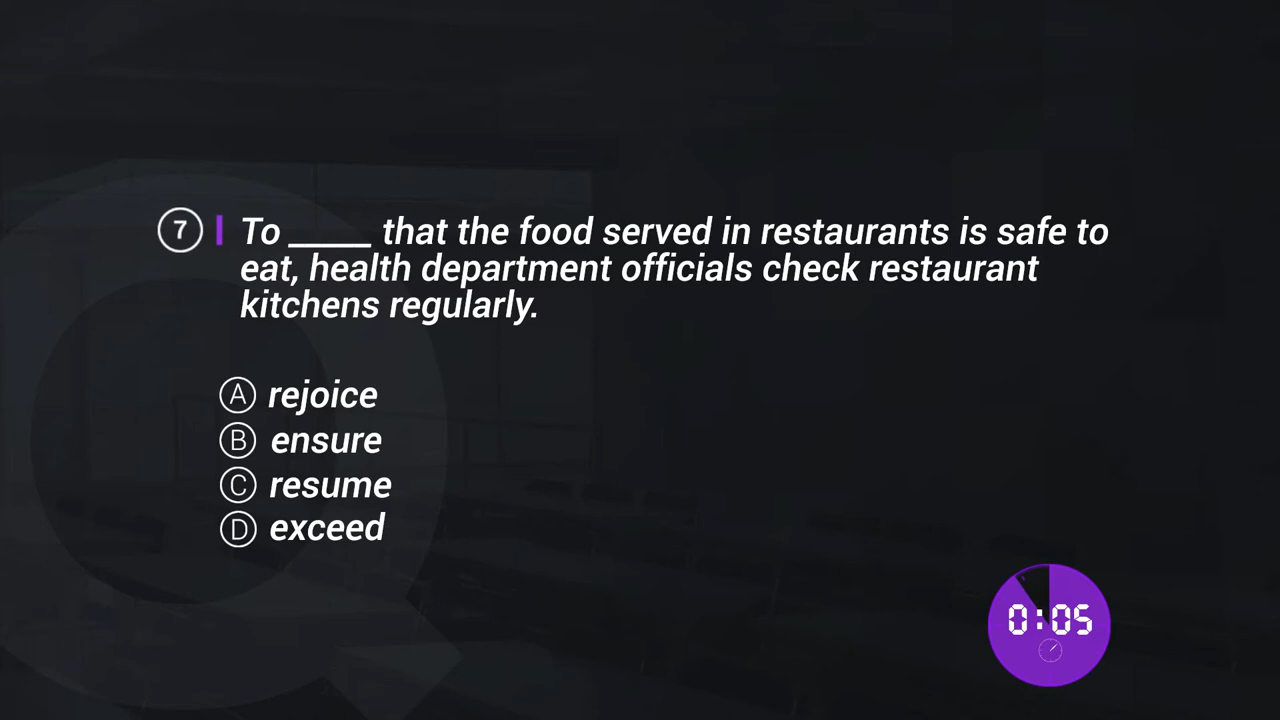 7 To _____ that the food served in restaurants is safe to
eat, health department officials check restaurant
kitchens regularly.
A rejoice
B ensure
C resume
D exceed
0:05